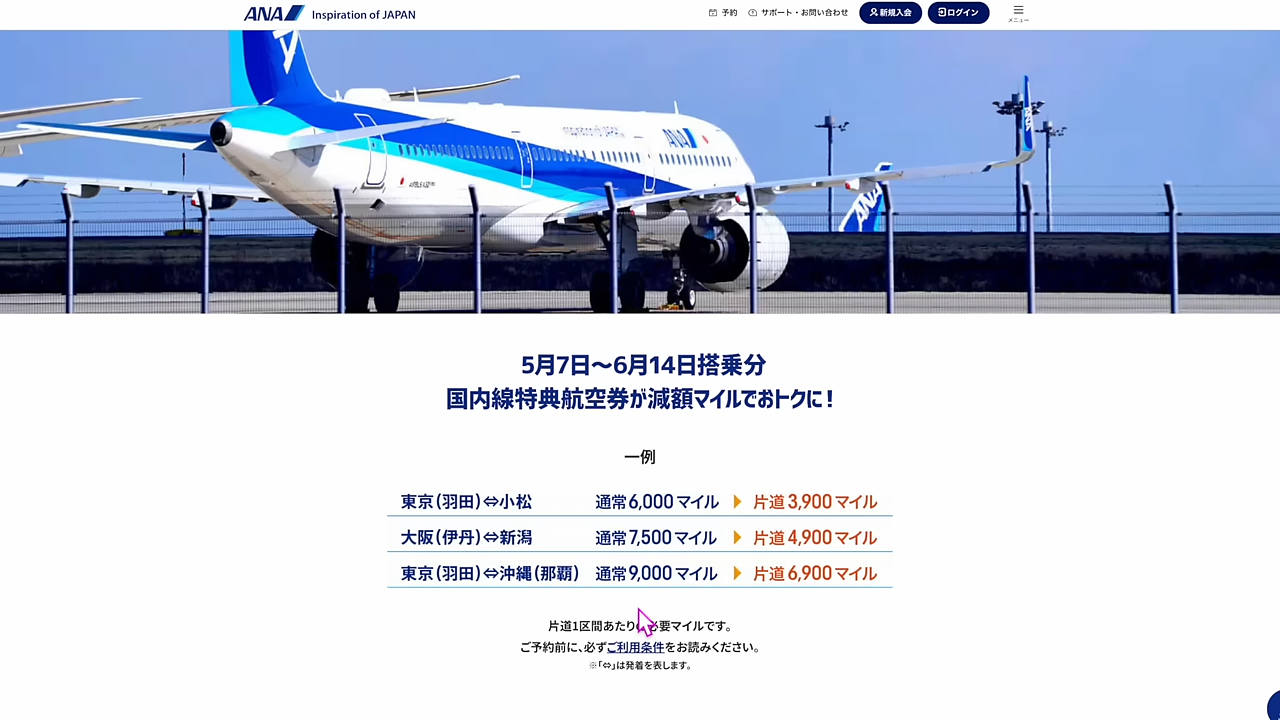 ANA Inspiration of JAPAN
予約 サポート・お問い合わせ 新規入会 ログイン メニュー
ANA
ANA
5月7日～6月14日搭乗分
国内線特典航空券が減額マイルでおトクに！
一例
東京(羽田)⇔小松 通常6,000マイル 片道3,900マイル
大阪(伊丹)⇔新潟 通常7,500マイル 片道4,900マイル
東京(羽田)⇔沖縄(那覇) 通常9,000マイル 片道6,900マイル
片道1区間あたり 必要マイルです。
ご予約前に、必ずご利用条件をお読みください。
※「⇔」は発着を表します。